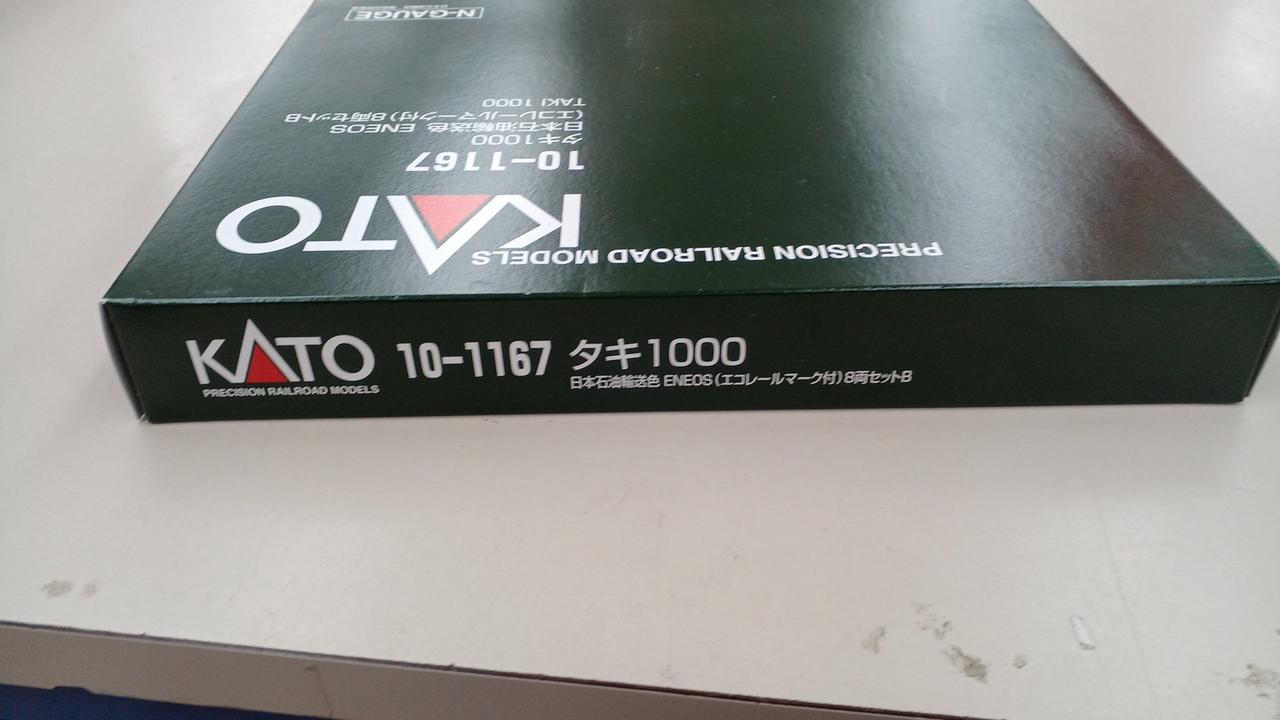 N-GAUGE
TAKI 1000
(エコレールマーク付)8両セットB
日本石油輸送色 ENEOS
タキ1000
10-1167
KATO
PRECISION RAILROAD MODELS
KATO
PRECISION RAILROAD MODELS
10-1167
タキ1000
日本石油輸送色 ENEOS(エコレールマーク付)8両セットB